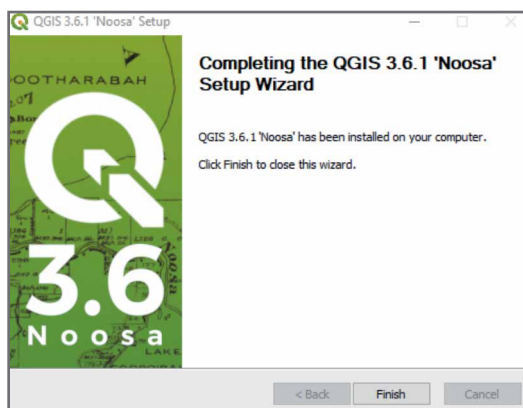 QGIS 3.6.1 'Noosa' Setup
OOTHARABAH
3.6
Noosa
LAKE
Completing the QGIS 3.6.1 'Noosa'
Setup Wizard
QGIS 3.6.1 'Noosa' has been installed on your computer.
Click Finish to close this wizard.
< Back
Finish
Cancel